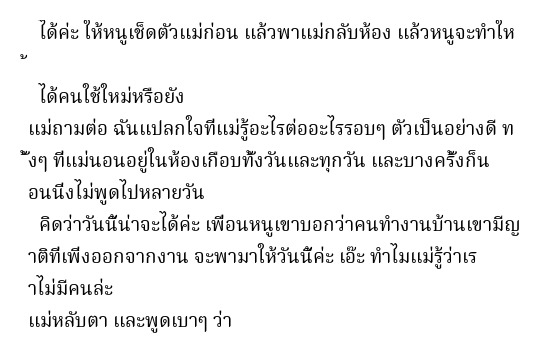 ได้ค่ะ ให้หนูเช็ดตัวแม่ก่อน แล้วพาแม่กลับห้อง แล้วหนูจะทำให
้
ได้คนใช้ใหม่หรือยัง
แม่ถามต่อ ฉันแปลกใจที่แม่รู้อะไรต่ออะไรรอบๆ ตัวเป็นอย่างดี ท
ั้งๆ ที่แม่นอนอยู่ในห้องเกือบทั้งวันและทุกวัน และบางครั้งก็น
อนนิ่งไม่พูดไปหลายวัน
คิดว่าวันนี้น่าจะได้ค่ะ เพื่อนหนูเขาบอกว่าคนทำงานบ้านเขามีญ
าติที่เพิ่งออกจากงาน จะพามาให้วันนี้ค่ะ เอ๊ะ ทำไมแม่รู้ว่าเร
าไม่มีคนล่ะ
แม่หลับตา และพูดเบาๆ ว่า